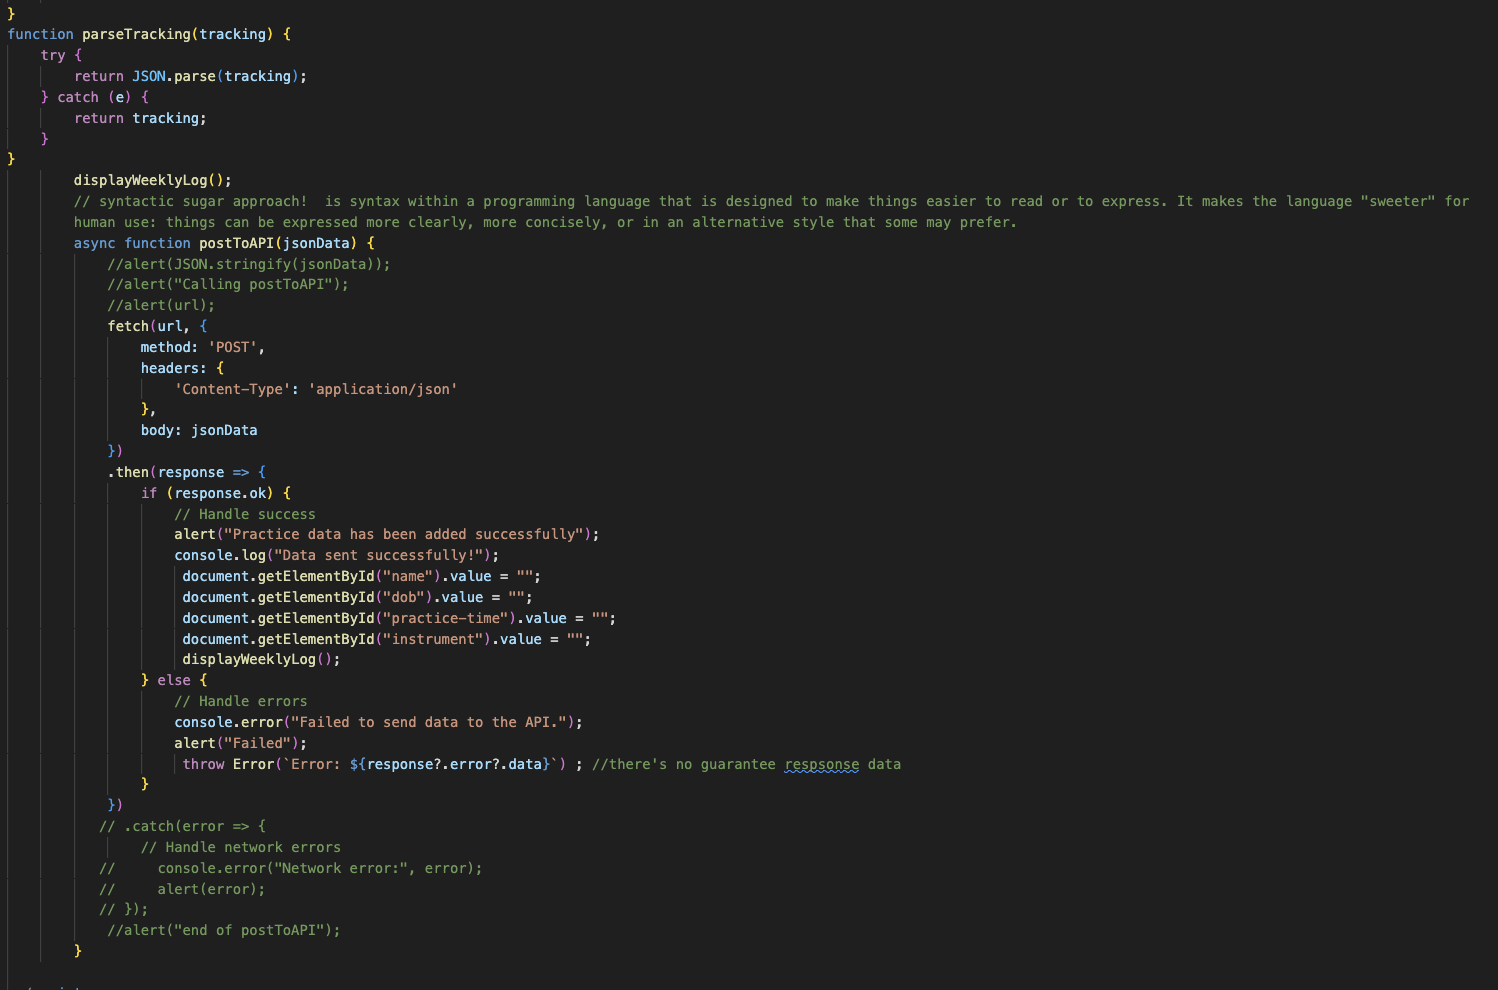 }
function parseTracking(tracking) {
    try {
        return JSON.parse(tracking);
    } catch (e) {
        return tracking;
    }
}
        displayWeeklyLog();
        // syntactic sugar approach!  is syntax within a programming language that is designed to make things easier to read or to express. It makes the language "sweeter" for
        human use: things can be expressed more clearly, more concisely, or in an alternative style that some may prefer.
        async function postToAPI(jsonData) {
            //alert(JSON.stringify(jsonData));
            //alert("Calling postToAPI");
            //alert(url);
            fetch(url, {
                method: 'POST',
                headers: {
                    'Content-Type': 'application/json'
                },
                body: jsonData
            })
            .then(response => {
                if (response.ok) {
                    // Handle success
                    alert("Practice data has been added successfully");
                    console.log("Data sent successfully!");
                     document.getElementById("name").value = "";
                     document.getElementById("dob").value = "";
                     document.getElementById("practice-time").value = "";
                     document.getElementById("instrument").value = "";
                     displayWeeklyLog();
                } else {
                    // Handle errors
                    console.error("Failed to send data to the API.");
                    alert("Failed");
                     throw Error(`Error: ${response?.error?.data}`) ; //there's no guarantee respsonse data
                }
            })
           // .catch(error => {
                // Handle network errors
           //     console.error("Network error:", error);
           //     alert(error);
           // });
            //alert("end of postToAPI");
        }